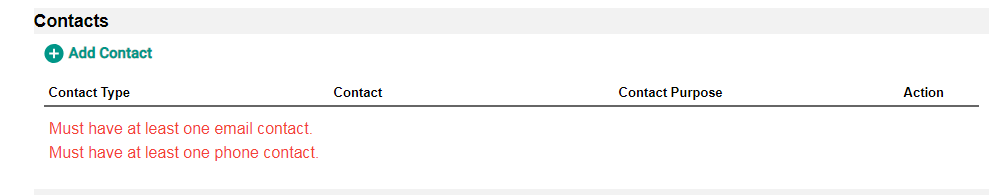 Contacts
Add Contact
Contact Type Contact Contact Purpose Action
Must have at least one email contact.
Must have at least one phone contact.